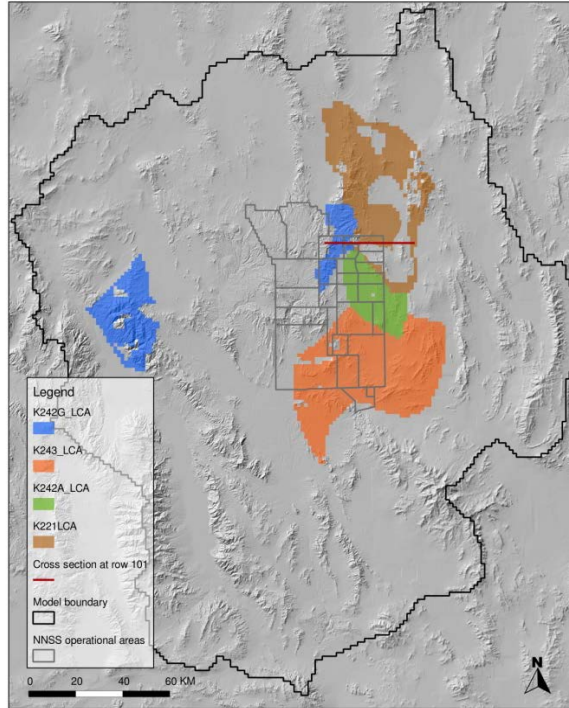 Legend
K242G_LCA
K243_LCA
K242A_LCA
K221LCA
Cross section at row 101
Model boundary
NNSS operational areas
N
0 20 40 60 KM